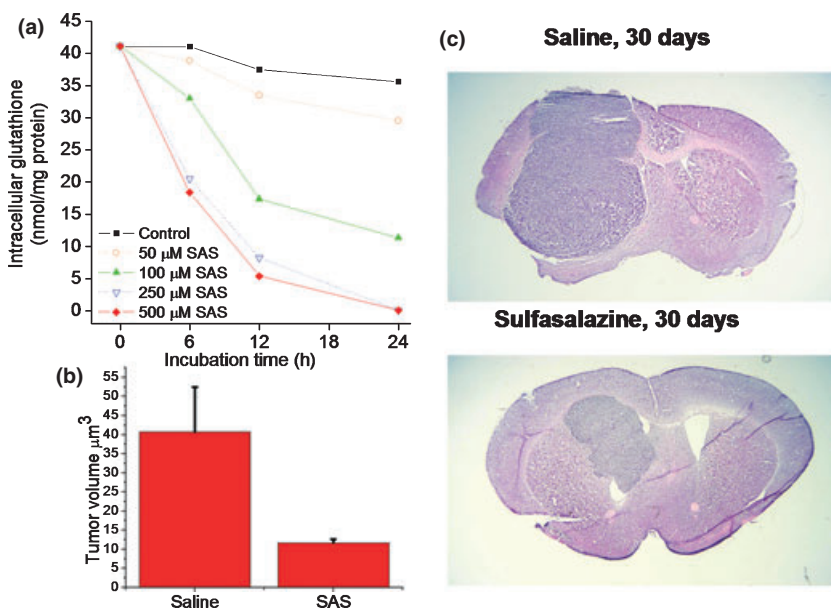 (a)
45
40
35
30
25
20
15
10
5
0
Intracellular glutathione
(nmol/mg protein)
Control
50 µM SAS
100 µM SAS
250 µM SAS
500 µM SAS
0 6 12 18 24
Incubation time (h)
(b)
55
50
45
40
35
30
25
20
15
10
5
0
Tumor volume µm3
Saline SAS
(c)
Saline, 30 days
Sulfasalazine, 30 days